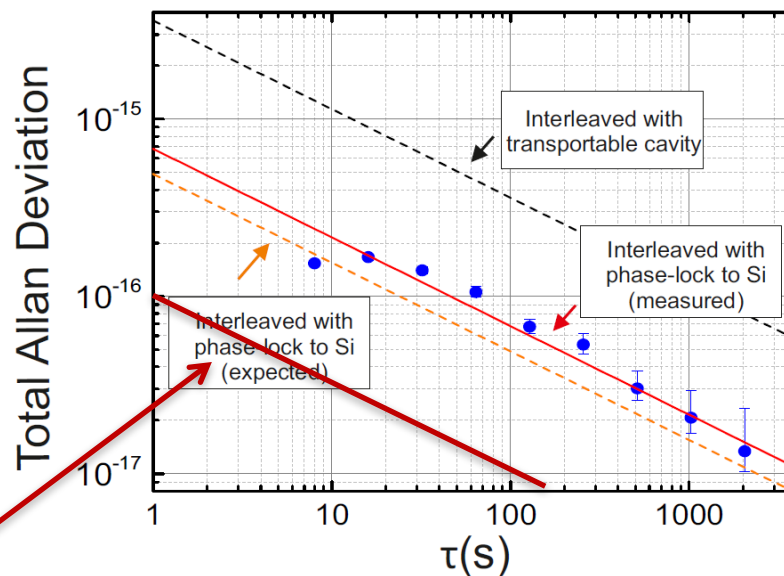 Total Allan Deviation
10-15
10-16
10-17
Interleaved with
transportable cavity
Interleaved with
phase-lock to Si
(measured)
Interleaved with
phase-lock to Si
(expected)
1
10
100
1000
τ(s)